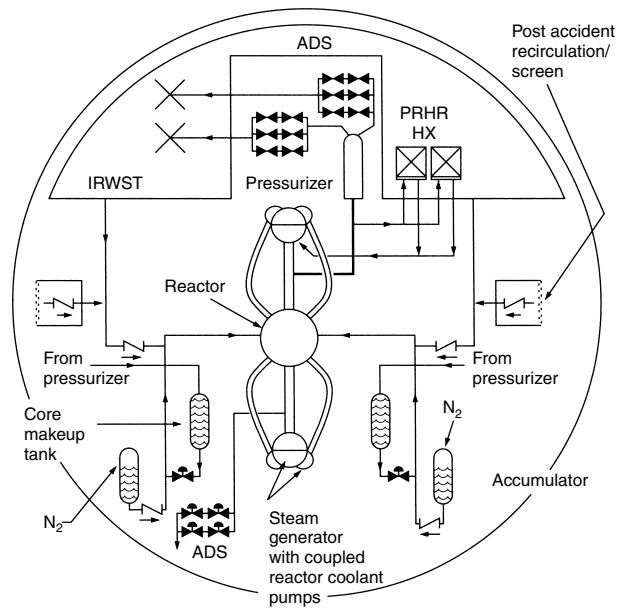 ADS
Post accident
recirculation/
screen
PRHR
HX
IRWST
Pressurizer
Reactor
From
pressurizer
From
pressurizer
Core
makeup
tank
N2
N2
Accumulator
ADS
Steam
generator
with coupled
reactor coolant
pumps